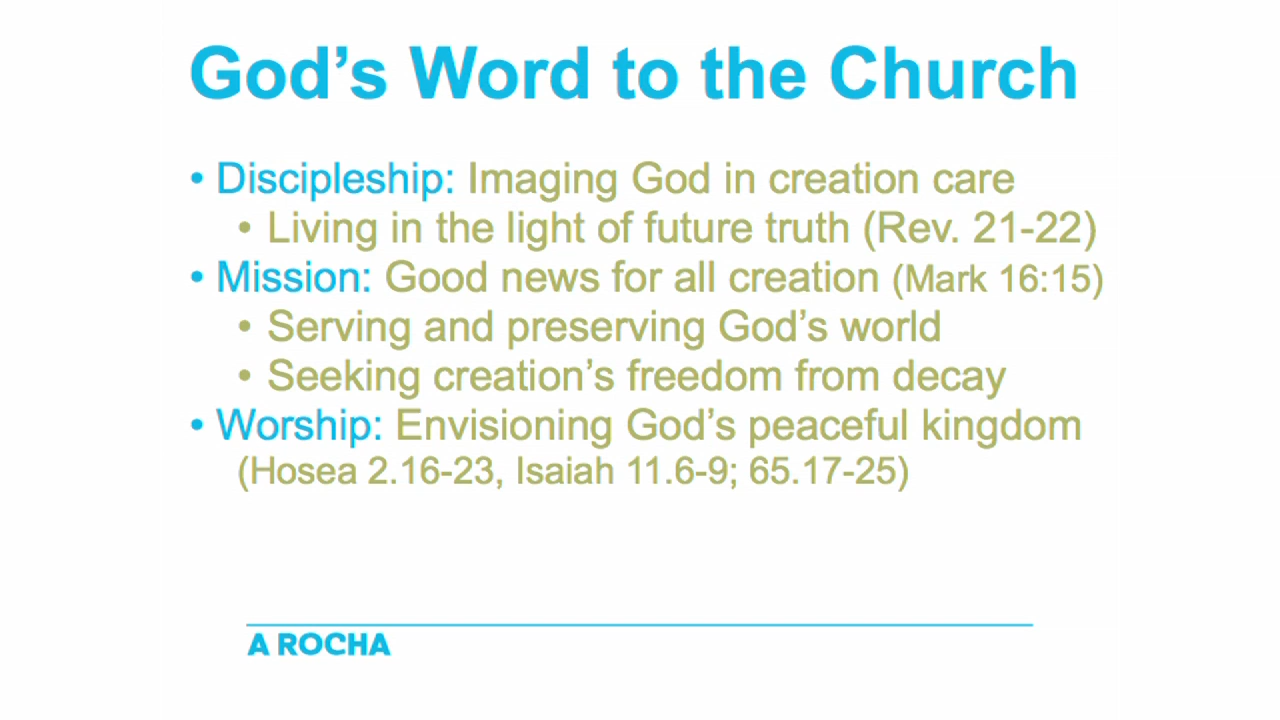 God’s Word to the Church
• Discipleship: Imaging God in creation care
• Living in the light of future truth (Rev. 21-22)
• Mission: Good news for all creation (Mark 16:15)
• Serving and preserving God’s world
• Seeking creation’s freedom from decay
• Worship: Envisioning God’s peaceful kingdom
(Hosea 2.16-23, Isaiah 11.6-9; 65.17-25)
A ROCHA